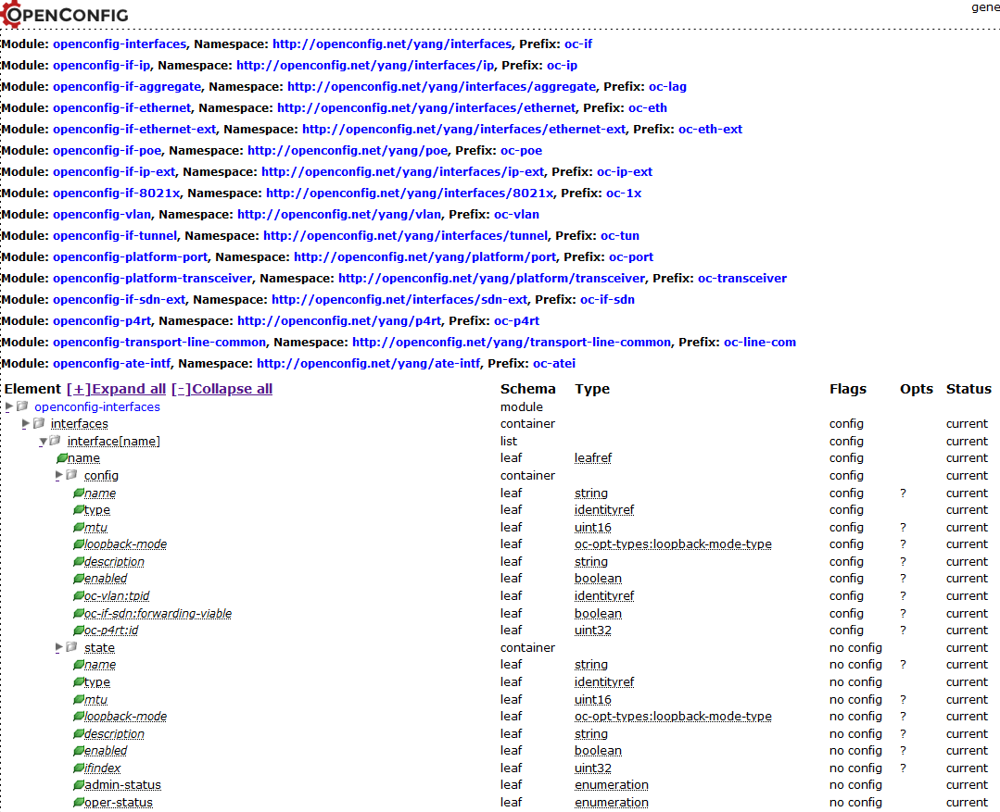 OPENCONFIG
gene
Module: openconfig-interfaces, Namespace: http://openconfig.net/yang/interfaces, Prefix: oc-if
Module: openconfig-if-ip, Namespace: http://openconfig.net/yang/interfaces/ip, Prefix: oc-ip
Module: openconfig-if-aggregate, Namespace: http://openconfig.net/yang/interfaces/aggregate, Prefix: oc-lag
Module: openconfig-if-ethernet, Namespace: http://openconfig.net/yang/interfaces/ethernet, Prefix: oc-eth
Module: openconfig-if-ethernet-ext, Namespace: http://openconfig.net/yang/interfaces/ethernet-ext, Prefix: oc-eth-ext
Module: openconfig-if-poe, Namespace: http://openconfig.net/yang/poe, Prefix: oc-poe
Module: openconfig-if-ip-ext, Namespace: http://openconfig.net/yang/interfaces/ip-ext, Prefix: oc-ip-ext
Module: openconfig-if-8021x, Namespace: http://openconfig.net/yang/interfaces/8021x, Prefix: oc-1x
Module: openconfig-vlan, Namespace: http://openconfig.net/yang/vlan, Prefix: oc-vlan
Module: openconfig-if-tunnel, Namespace: http://openconfig.net/yang/interfaces/tunnel, Prefix: oc-tun
Module: openconfig-platform-port, Namespace: http://openconfig.net/yang/platform/port, Prefix: oc-port
Module: openconfig-platform-transceiver, Namespace: http://openconfig.net/yang/platform/transceiver, Prefix: oc-transceiver
Module: openconfig-if-sdn-ext, Namespace: http://openconfig.net/interfaces/sdn-ext, Prefix: oc-if-sdn
Module: openconfig-p4rt, Namespace: http://openconfig.net/yang/p4rt, Prefix: oc-p4rt
Module: openconfig-transport-line-common, Namespace: http://openconfig.net/yang/transport-line-common, Prefix: oc-line-com
Module: openconfig-ate-intf, Namespace: http://openconfig.net/yang/ate-intf, Prefix: oc-atei
Element [+]Expand all [-]Collapse all Schema Type Flags Opts Status
openconfig-interfaces module
interfaces container config current
interface[name] list config current
name leaf leafref config current
config container config current
name leaf string config ? current
type leaf identityref config current
mtu leaf uint16 config ? current
loopback-mode leaf oc-opt-types:loopback-mode-type config ? current
description leaf string config ? current
enabled leaf boolean config ? current
oc-vlan:tpid leaf identityref config ? current
oc-if-sdn:forwarding-viable leaf boolean config ? current
oc-p4rt:id leaf uint32 config ? current
state container no config current
name leaf string no config ? current
type leaf identityref no config current
mtu leaf uint16 no config ? current
loopback-mode leaf oc-opt-types:loopback-mode-type no config ? current
description leaf string no config ? current
enabled leaf boolean no config ? current
ifindex leaf uint32 no config ? current
admin-status leaf enumeration no config current
oper-status leaf enumeration no config current